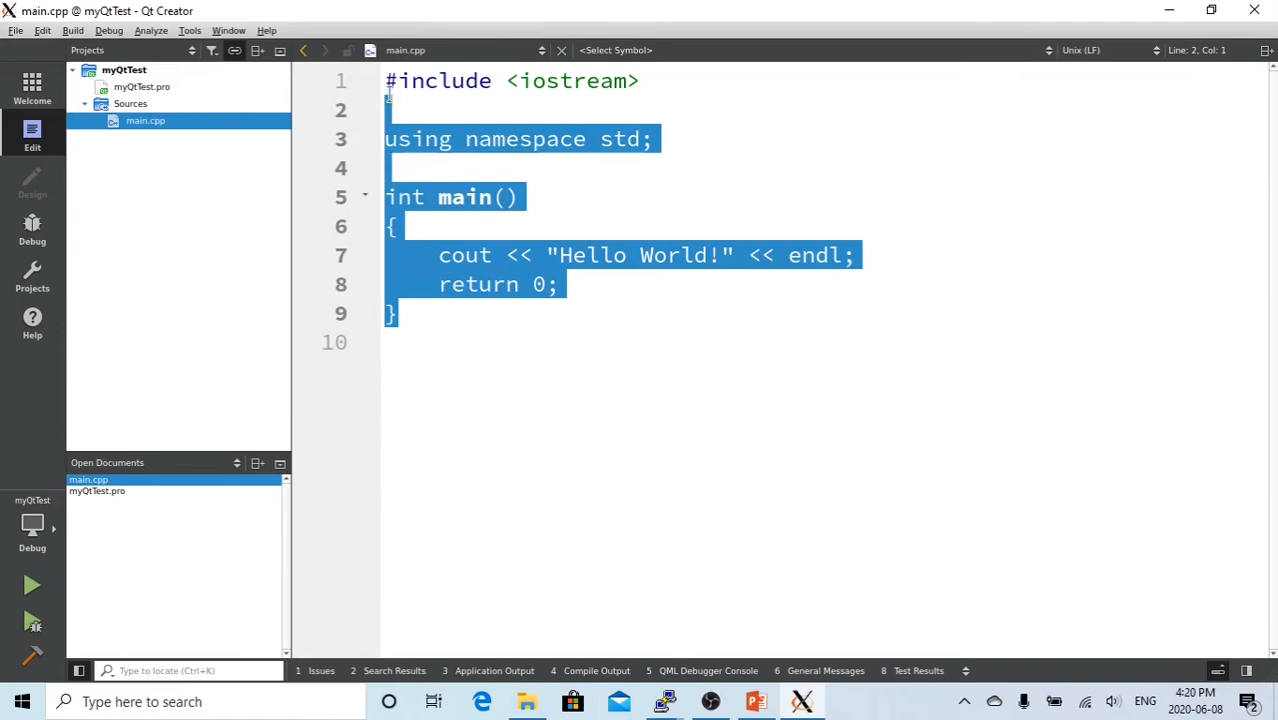 main.cpp @ myQtTest - Qt Creator
File Edit Build Debug Analyze Tools Window Help
Projects
main.cpp
<Select Symbol>
Unix (LF)
Line: 2, Col: 1
Welcome
Edit
Design
Debug
Projects
Help
myQtTest
Debug
myQtTest
myQtTest.pro
Sources
main.cpp
Open Documents
main.cpp
myQtTest.pro
1 #include <iostream>
2
3 using namespace std;
4
5 int main()
6 {
7 cout << "Hello World!" << endl;
8 return 0;
9 }
10
Type to locate (Ctrl+K)
1 Issues
2 Search Results
3 Application Output
4 Compile Output
5 QML Debugger Console
6 General Messages
8 Test Results
Type here to search
ENG
4:20 PM
2020-06-08
2